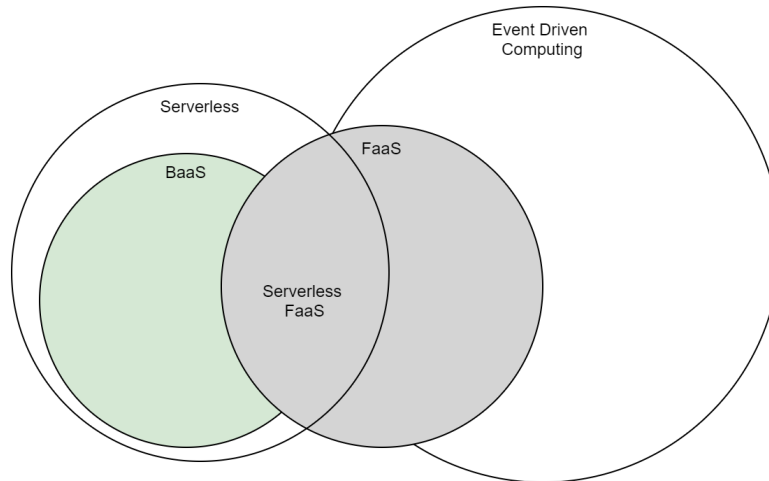 Event Driven
Computing
Serverless
FaaS
BaaS
Serverless
FaaS